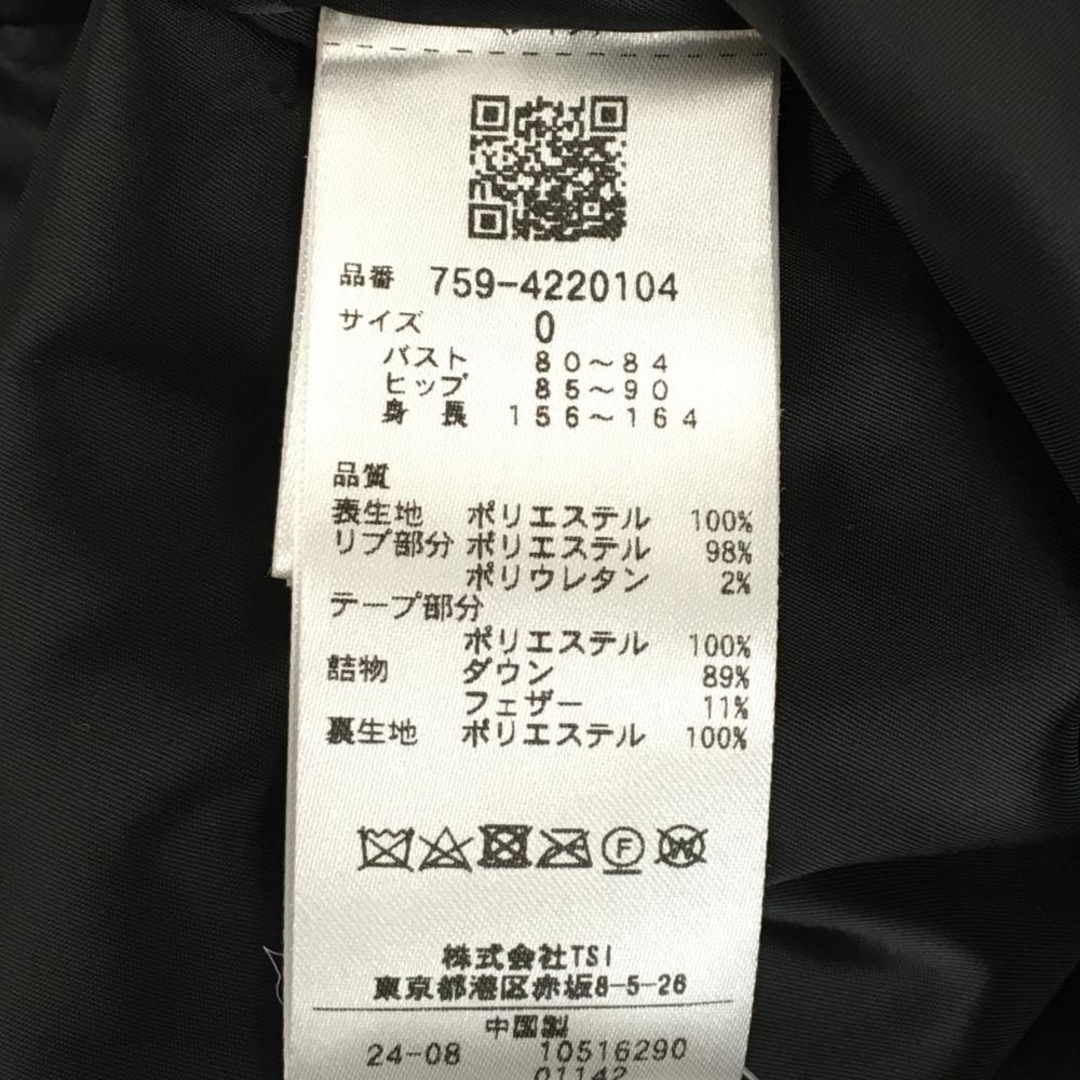 品番 759-4220104
サイズ 0
バスト 80～84
ヒップ 85～90
身長 156～164
品質
表生地 ポリエステル 100%
リブ部分 ポリエステル 98%
ポリウレタン 2%
テープ部分
ポリエステル 100%
詰物 ダウン 89%
フェザー 11%
裏生地 ポリエステル 100%
F W
株式会社TSI
東京都港区赤坂8-5-26
中国製
24-08 10516290
01142